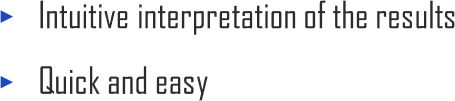 ▸ Intuitive interpretation of the results
▸ Quick and easy